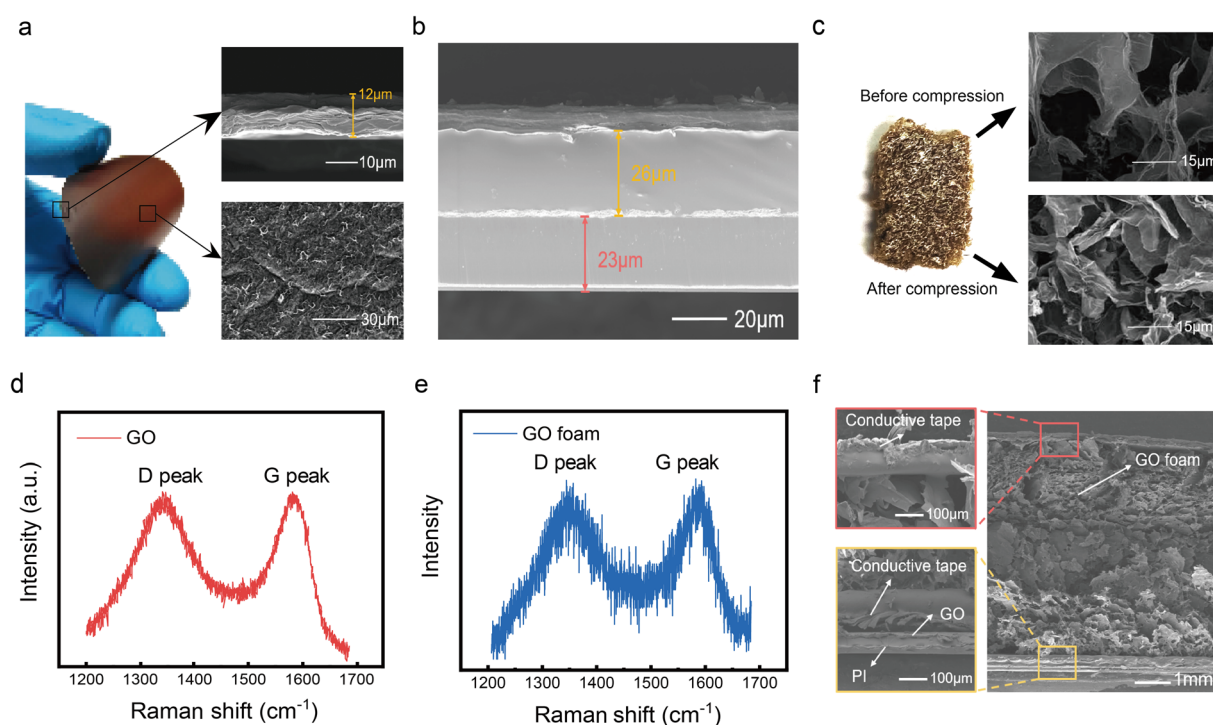 a
12μm
10μm
30μm
b
26μm
23μm
20μm
c
Before compression
After compression
15μm
15μm
d
GO
D peak
G peak
Intensity (a.u.)
1200 1300 1400 1500 1600 1700
Raman shift (cm⁻¹)
e
GO foam
D peak
G peak
Intensity
1200 1300 1400 1500 1600 1700
Raman shift (cm⁻¹)
f
Conductive tape
100μm
Conductive tape
GO
PI
100μm
GO foam
1mm